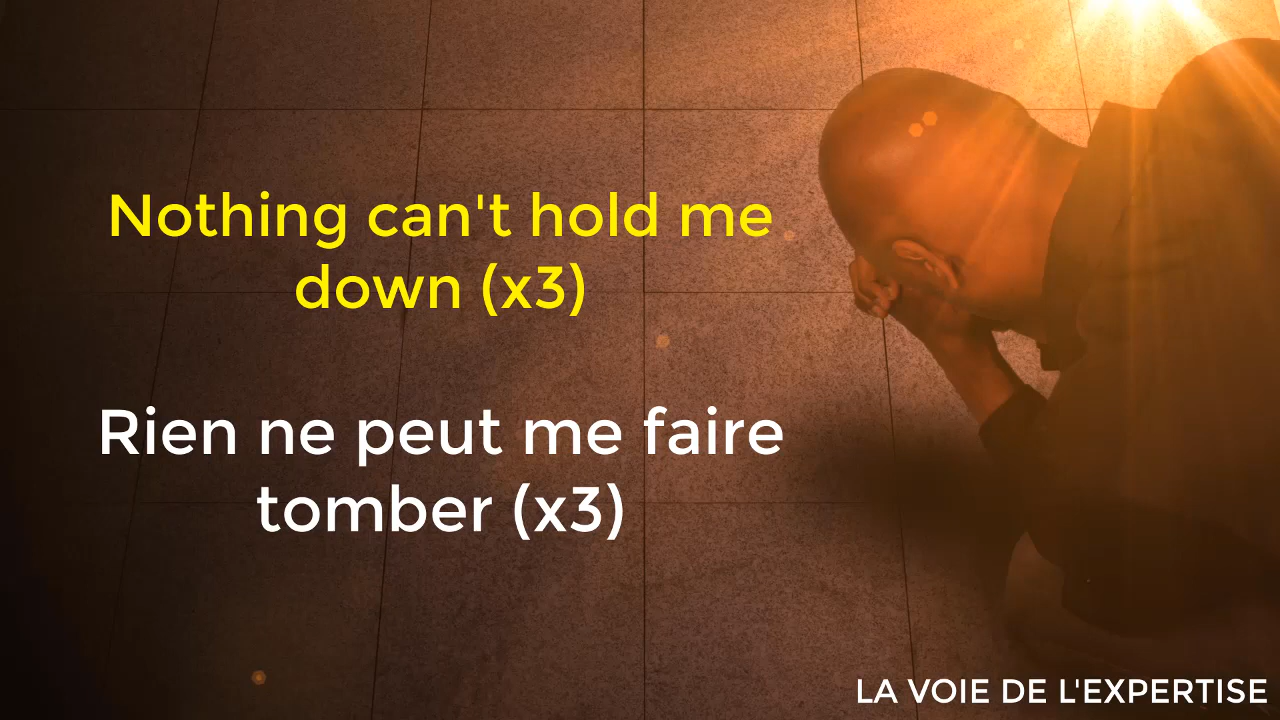 Nothing can't hold me
down (x3)
Rien ne peut me faire
tomber (x3)
LA VOIE DE L'EXPERTISE